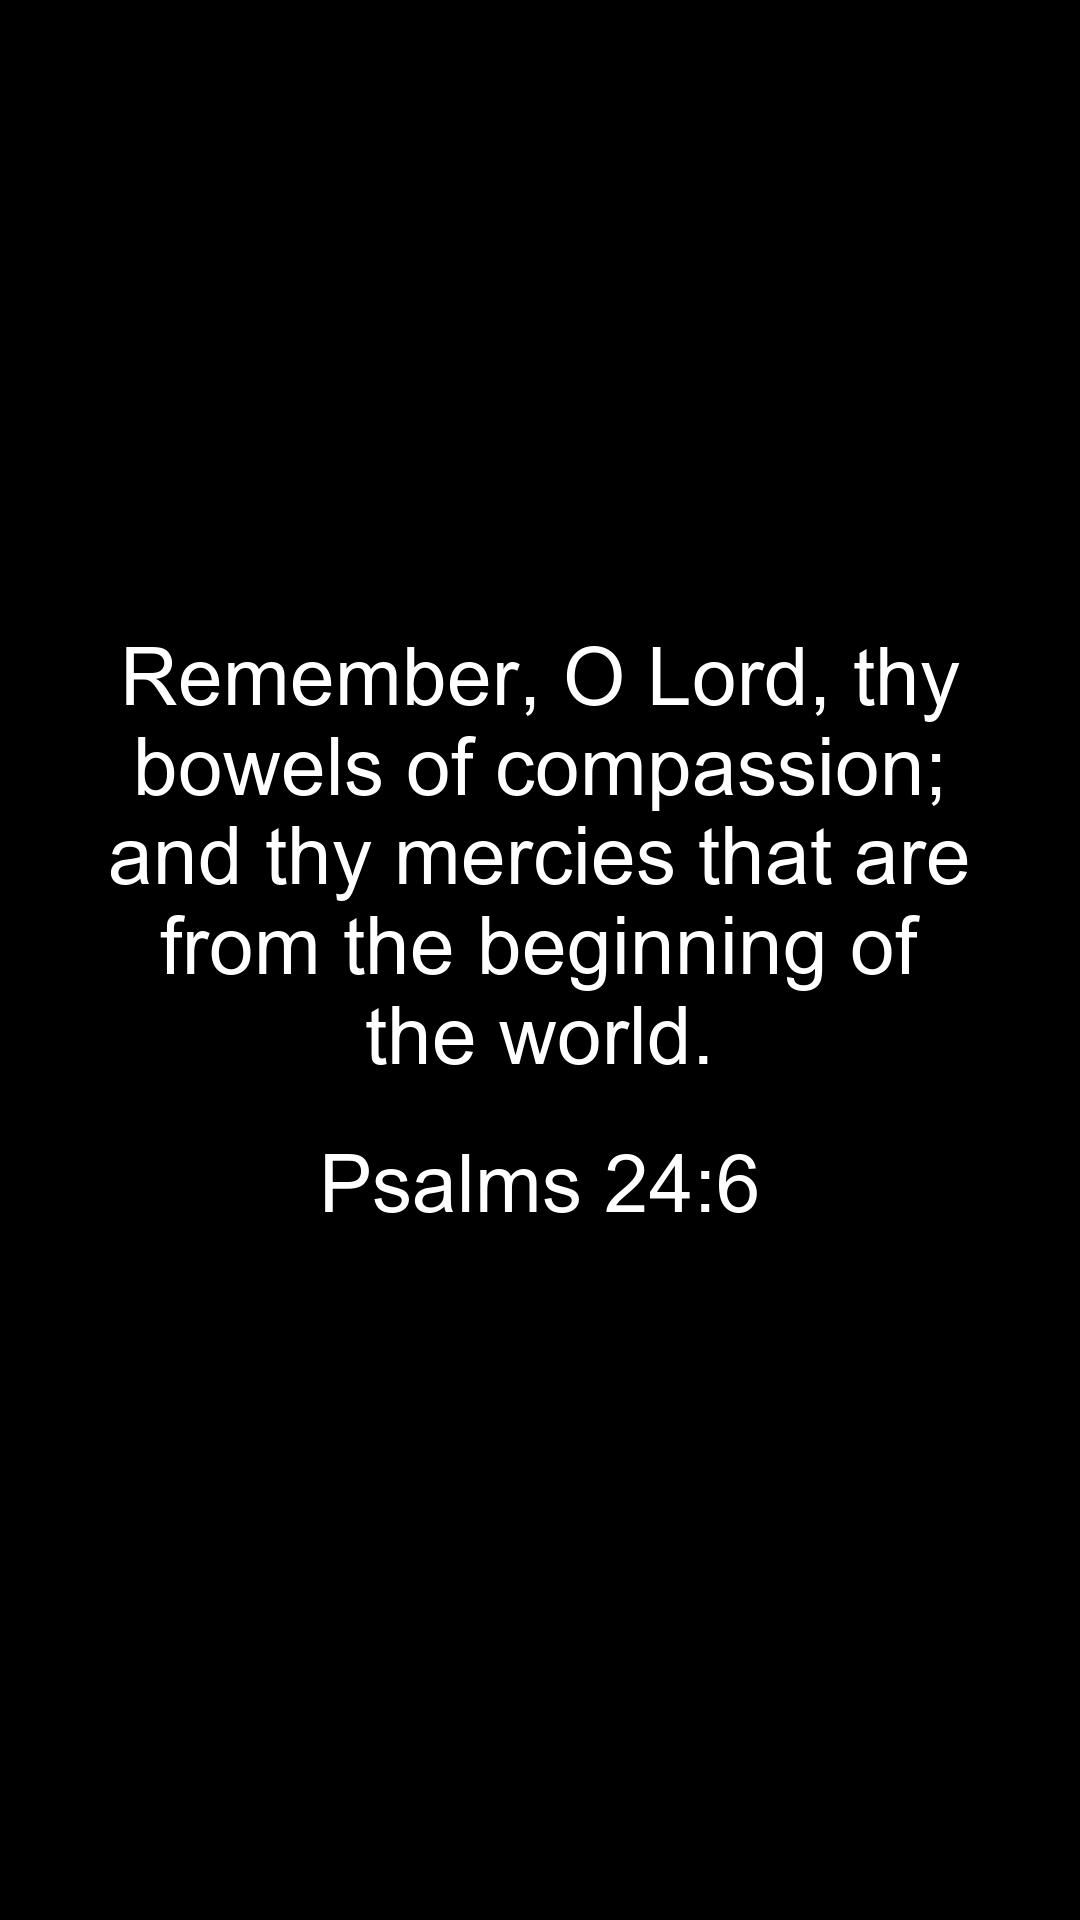 Remember, O Lord, thy
bowels of compassion;
and thy mercies that are
from the beginning of
the world.
Psalms 24:6